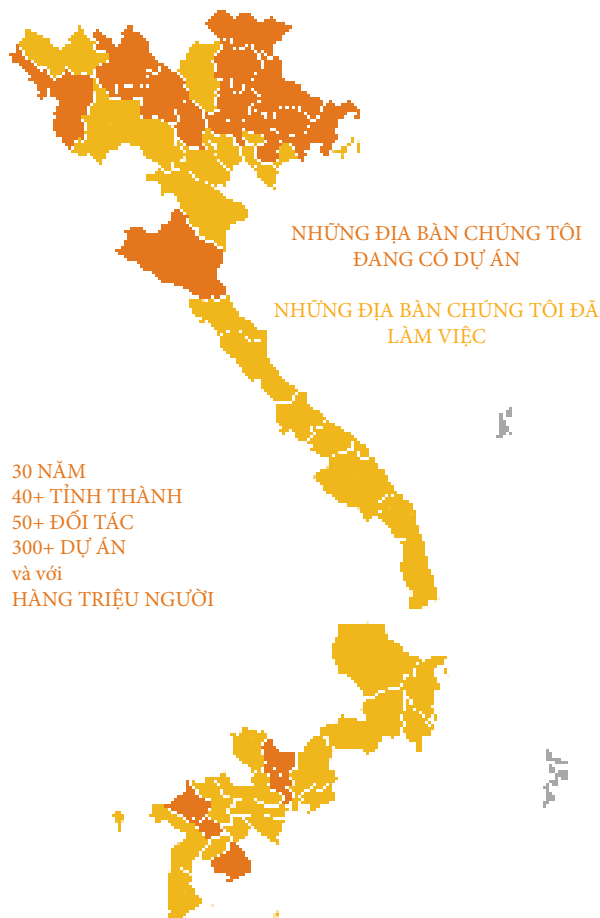 NHỮNG ĐỊA BÀN CHÚNG TÔI
ĐANG CÓ DỰ ÁN
NHỮNG ĐỊA BÀN CHÚNG TÔI ĐÃ
LÀM VIỆC
30 NĂM
40+ TỈNH THÀNH
50+ ĐỐI TÁC
300+ DỰ ÁN
và với
HÀNG TRIỆU NGƯỜI